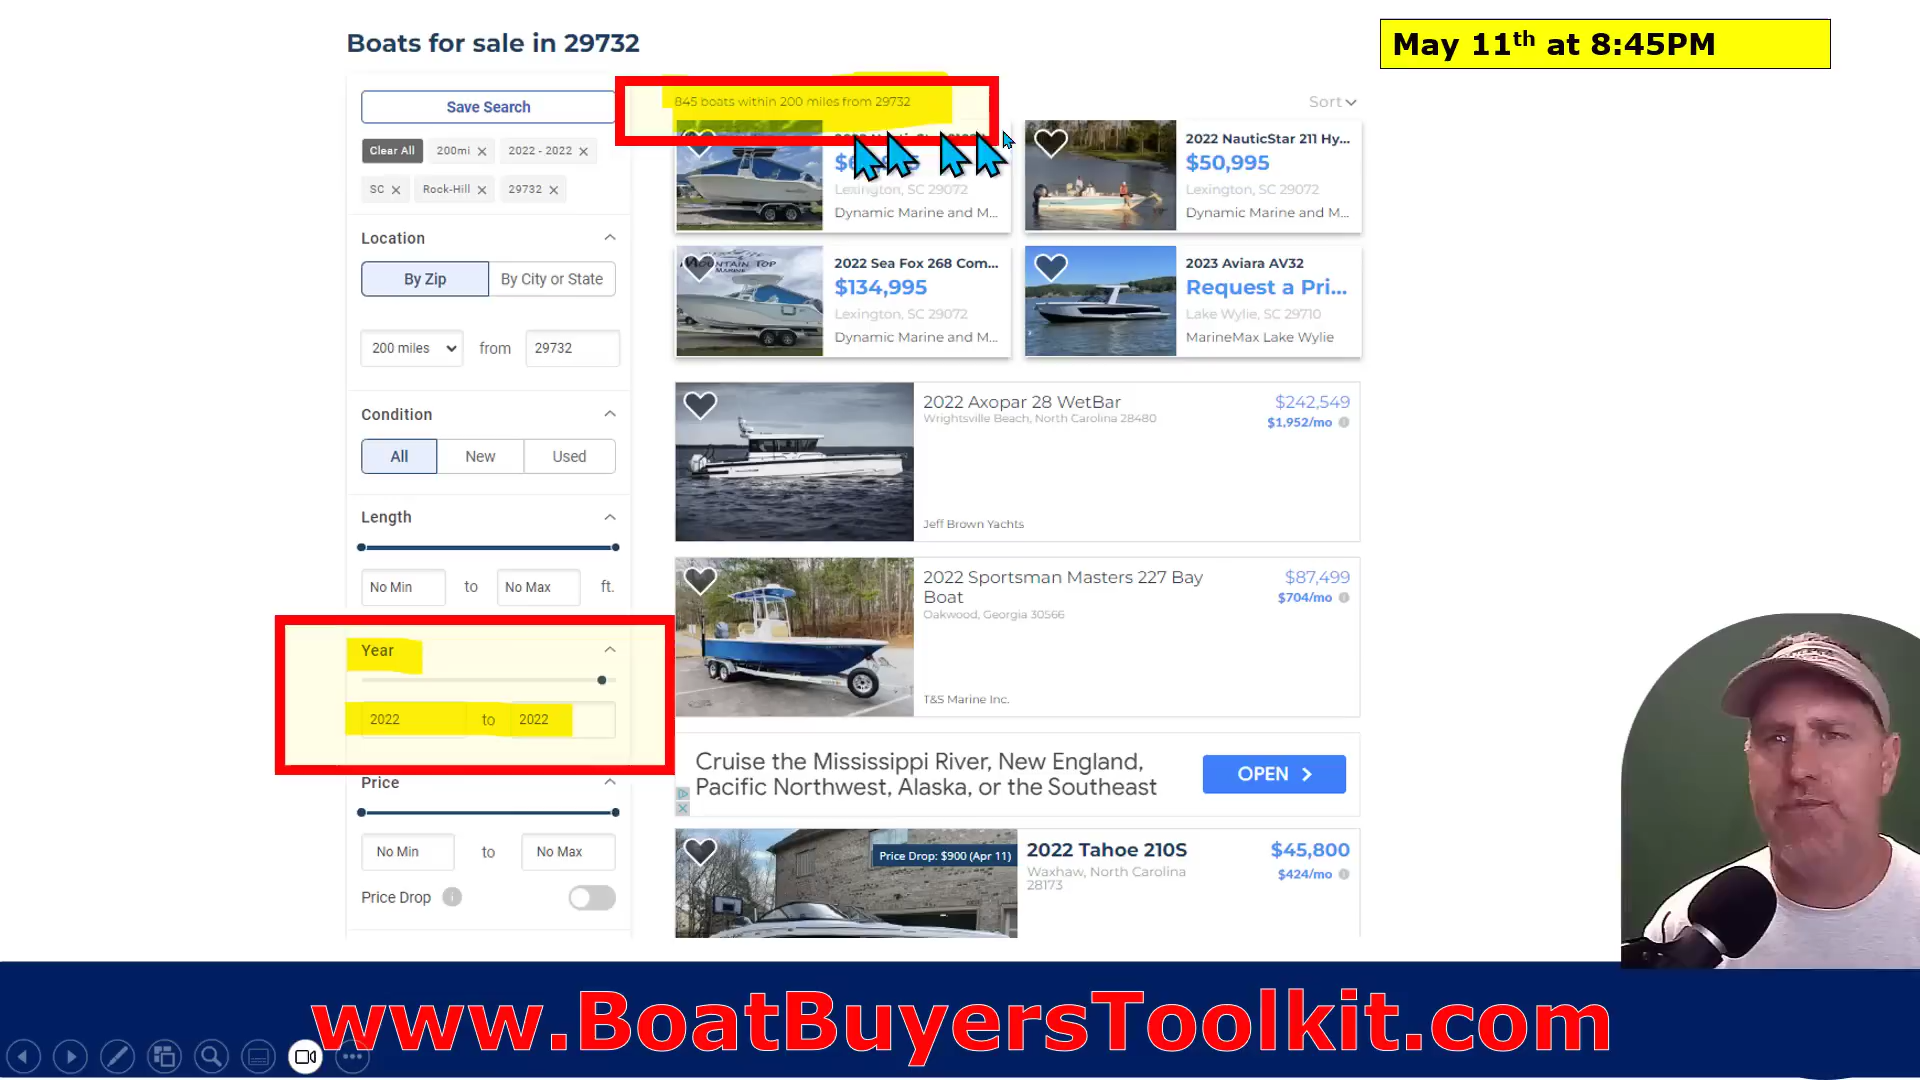 Boats for sale in 29732
May 11th at 8:45PM
Save Search
Clear All
200mi
2022 - 2022
SC
Rock-Hill
29732
Location
By Zip
By City or State
200 miles
from
29732
Condition
All
New
Used
Length
No Min
to
No Max
ft.
Year
2022
to
2022
Price
No Min
to
No Max
Price Drop
845 boats within 200 miles from 29732
Sort
Lexington, SC 29072
Dynamic Marine and M...
2022 NauticStar 211 Hy...
$50,995
Lexington, SC 29072
Dynamic Marine and M...
MOUNTAIN TOP
MARINE
2022 Sea Fox 268 Com...
$134,995
Lexington, SC 29072
Dynamic Marine and M...
2023 Aviara AV32
Request a Pri...
Lake Wylie, SC 29710
MarineMax Lake Wylie
2022 Axopar 28 WetBar
$242,549
Wrightsville Beach, North Carolina 28480
$1,952/mo
Jeff Brown Yachts
2022 Sportsman Masters 227 Bay
Boat
$87,499
$704/mo
Oakwood, Georgia 30566
T&S Marine Inc.
Cruise the Mississippi River, New England,
Pacific Northwest, Alaska, or the Southeast
OPEN
Price Drop: $900 (Apr 11)
2022 Tahoe 210S
$45,800
Waxhaw, North Carolina
28173
$424/mo
www.BoatBuyersToolkit.com